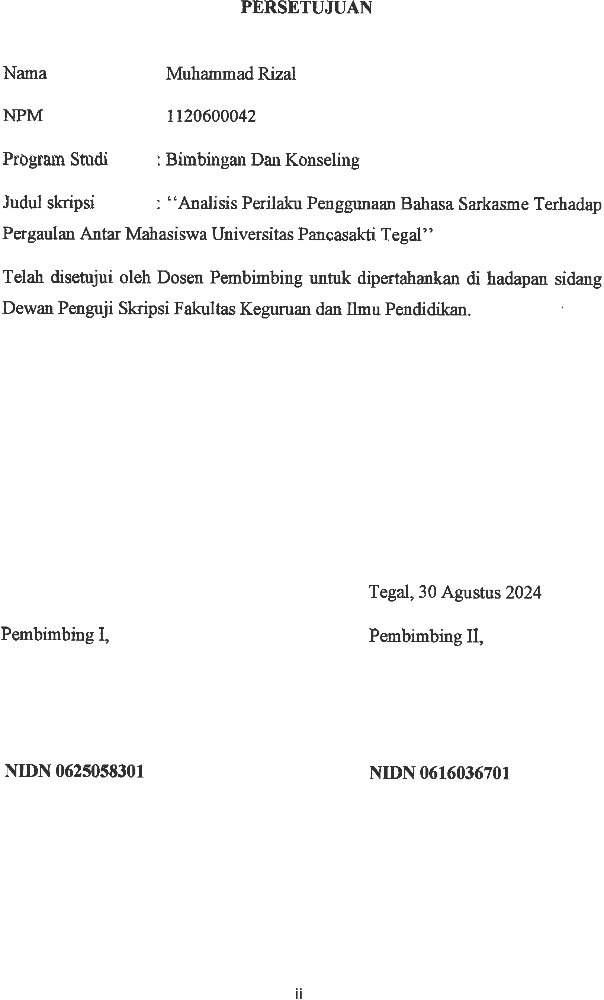 PERSETUJUAN
Nama Muhammad Rizal
NPM 1120600042
Program Studi : Bimbingan Dan Konseling
Judul skripsi : ‘‘Analisis Perilaku Penggunaan Bahasa Sarkasme Terhadap
Pergaulan Antar Mahasiswa Universitas Pancasakti Tegal’’
Telah disetujui oleh Dosen Pembimbing untuk dipertahankan di hadapan sidang
Dewan Penguji Skripsi Fakultas Keguruan dan Ilmu Pendidikan.
Tegal, 30 Agustus 2024
Pembimbing I, Pembimbing II,
NIDN 0625058301 NIDN 0616036701
ii